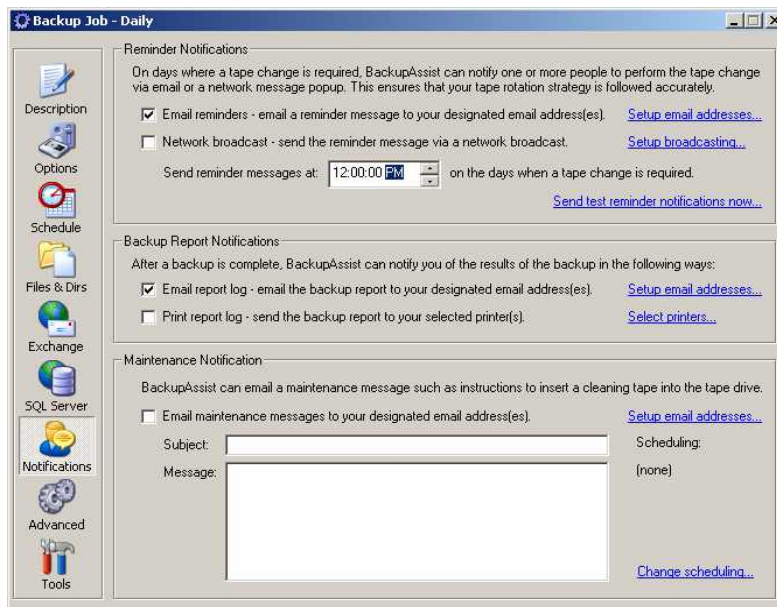 Backup Job - Daily
Description
Options
Schedule
Files & Dirs
Exchange
SQL Server
Notifications
Advanced
Tools
Reminder Notifications
On days where a tape change is required, BackupAssist can notify one or more people to perform the tape change
via email or a network message popup. This ensures that your tape rotation strategy is followed accurately.
Email reminders - email a reminder message to your designated email address(es). Setup email addresses...
Network broadcast - send the reminder message via a network broadcast. Setup broadcasting...
Send reminder messages at: 12:00:00 PM on the days when a tape change is required.
Send test reminder notifications now...
Backup Report Notifications
After a backup is complete, BackupAssist can notify you of the results of the backup in the following ways:
Email report log - email the backup report to your designated email address(es). Setup email addresses...
Print report log - send the backup report to your selected printer(s). Select printers...
Maintenance Notification
BackupAssist can email a maintenance message such as instructions to insert a cleaning tape into the tape drive.
Email maintenance messages to your designated email address(es). Setup email addresses...
Subject: Scheduling:
Message: (none)
Change scheduling...